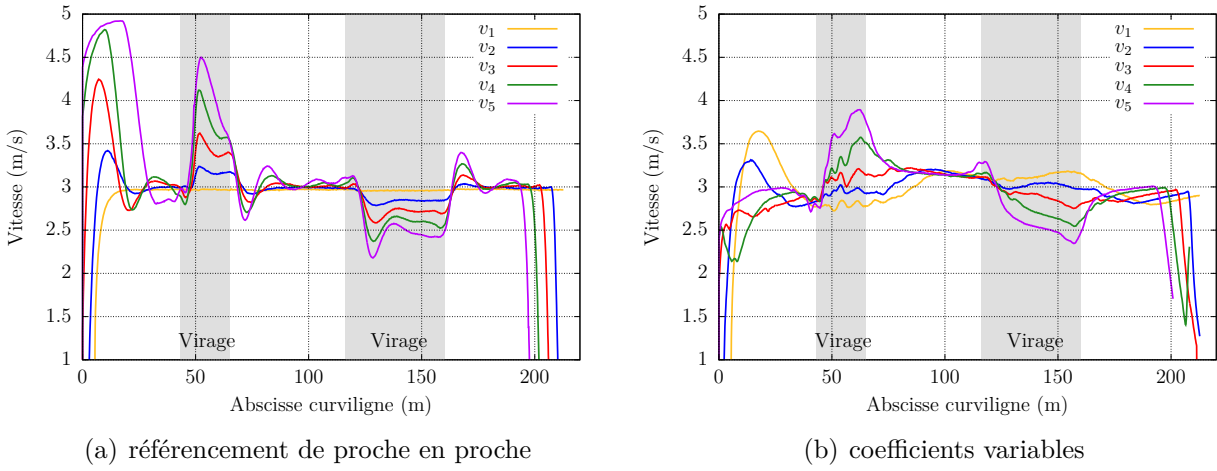 5
4.5
4
3.5
3
2.5
2
1.5
1
Vitesse (m/s)
v1
v2
v3
v4
v5
Virage
Virage
0
50
100
150
200
Abscisse curviligne (m)
(a) référencement de proche en proche
5
4.5
4
3.5
3
2.5
2
1.5
1
Vitesse (m/s)
v1
v2
v3
v4
v5
Virage
Virage
0
50
100
150
200
Abscisse curviligne (m)
(b) coefficients variables